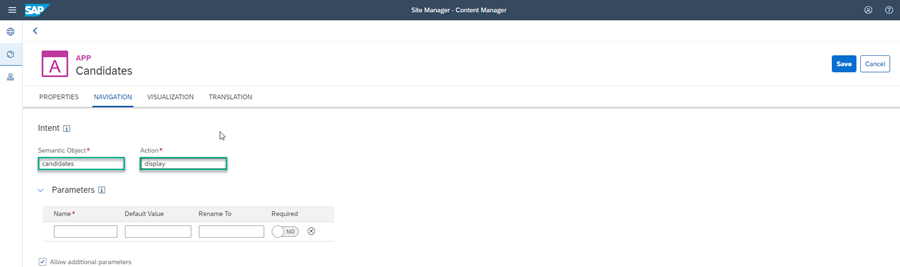 SAP Site Manager - Content Manager
A APP
Candidates
Save Cancel
PROPERTIES NAVIGATION VISUALIZATION TRANSLATION
Intent
Semantic Object* Action*
candidates display
Parameters
Name* Default Value Rename To Required
NO
Allow additional parameters